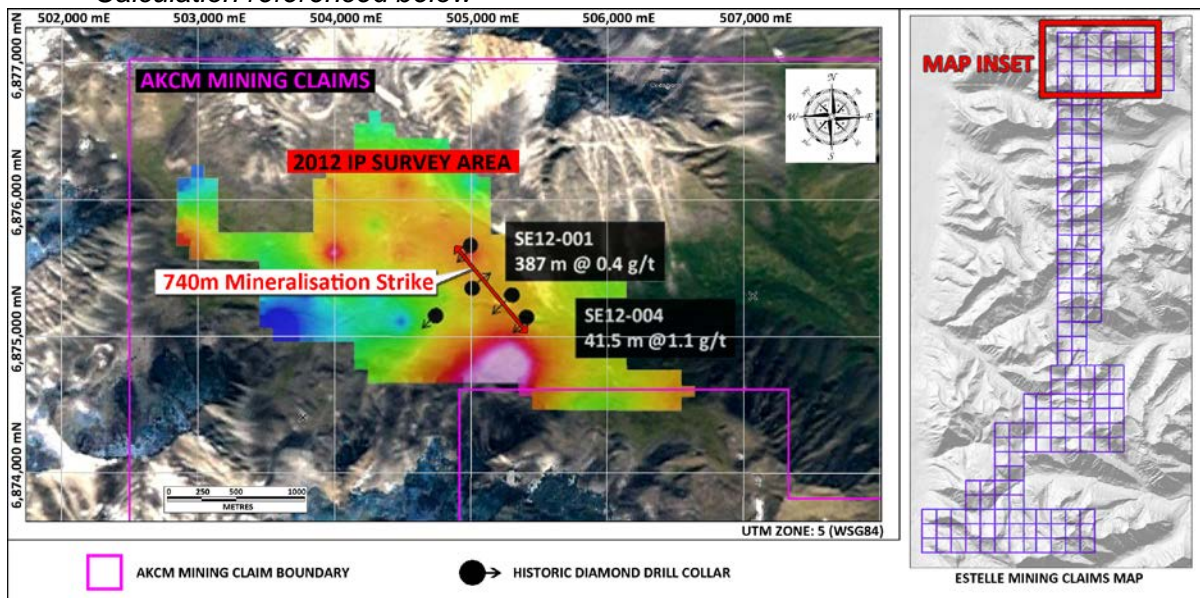 Calculation referenced below
502,000 mE 503,000 mE 504,000 mE 505,000 mE 506,000 mE 507,000 mE
6,877,000 mN
6,876,000 mN
6,875,000 mN
6,874,000 mN
AKCM MINING CLAIMS
N
W E
S
2012 IP SURVEY AREA
SE12-001
387 m @ 0.4 g/t
740m Mineralisation Strike
SE12-004
41.5 m @1.1 g/t
0 250 500 1000
METRES
UTM ZONE: 5 (WSG84)
AKCM MINING CLAIM BOUNDARY
HISTORIC DIAMOND DRILL COLLAR
MAP INSET
ESTELLE MINING CLAIMS MAP